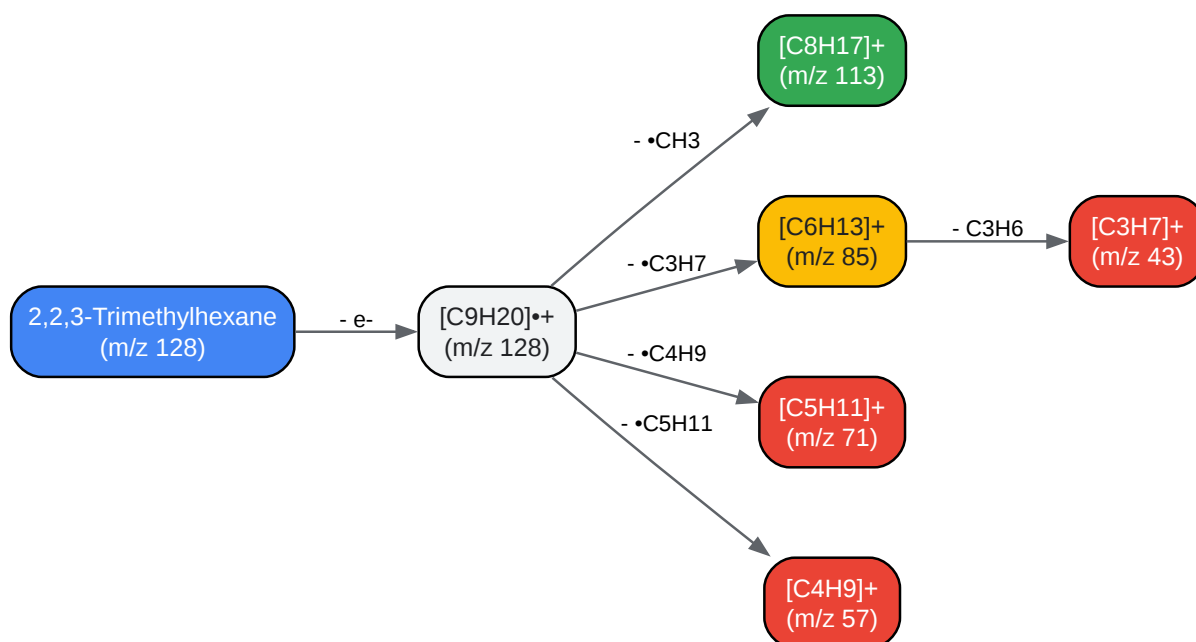 [C8H17]+
(m/z 113)
- •CH3
[C6H13]+
(m/z 85)
- C3H6
[C3H7]+
(m/z 43)
- •C3H7
2,2,3-Trimethylhexane
(m/z 128)
- e-
[C9H20]•+
(m/z 128)
- •C4H9
[C5H11]+
(m/z 71)
- •C5H11
[C4H9]+
(m/z 57)